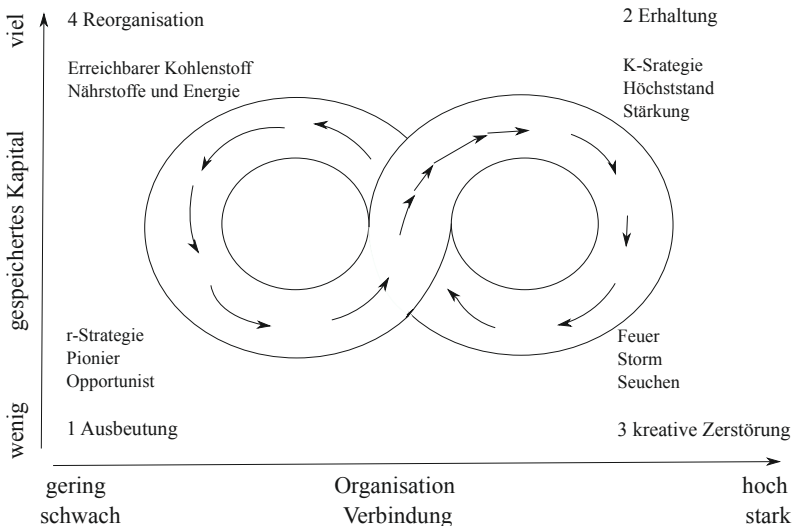 4 Reorganisation
2 Erhaltung
Erreichbarer Kohlenstoff
Nährstoffe und Energie
K-Srategie
Höchststand
Stärkung
viel
gespeichertes Kapital
wenig
r-Strategie
Pionier
Opportunist
Feuer
Storm
Seuchen
1 Ausbeutung
3 kreative Zerstörung
gering
Organisation
hoch
schwach
Verbindung
stark